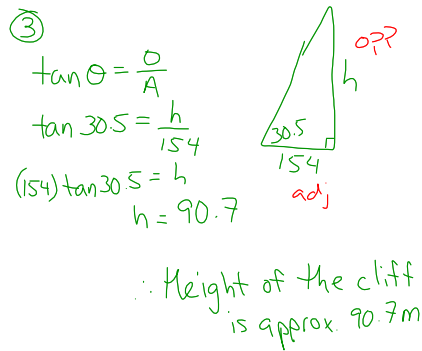 ③
tan θ = O/A
tan 30.5 = h/154
(154) tan 30.5 = h
h = 90.7
opp
h
30.5
154
adj
∴ Height of the cliff
is approx. 90.7m